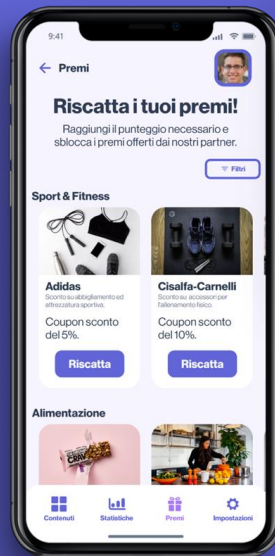 9:41
Premi
Riscatta i tuoi premi!
Raggiungi il punteggio necessario e
sblocca i premi offerti dai nostri partner.
Filtri
Sport & Fitness
Adidas
Sconto su abbigliamento ed
attrezzatura sportiva.
Coupon sconto
del 5%.
Riscatta
Cisalfa-Carnelli
Sconto su accessori per
l'allenamento fisico.
Coupon sconto
del 10%.
Riscatta
Alimentazione
Contenuti
Statistiche
Premi
Impostazioni